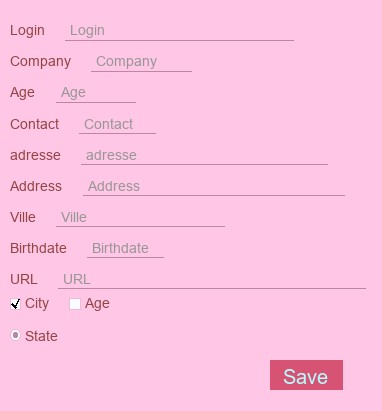 Login Login
Company Company
Age Age
Contact Contact
adresse adresse
Address Address
Ville Ville
Birthdate Birthdate
URL URL
City Age
State
Save